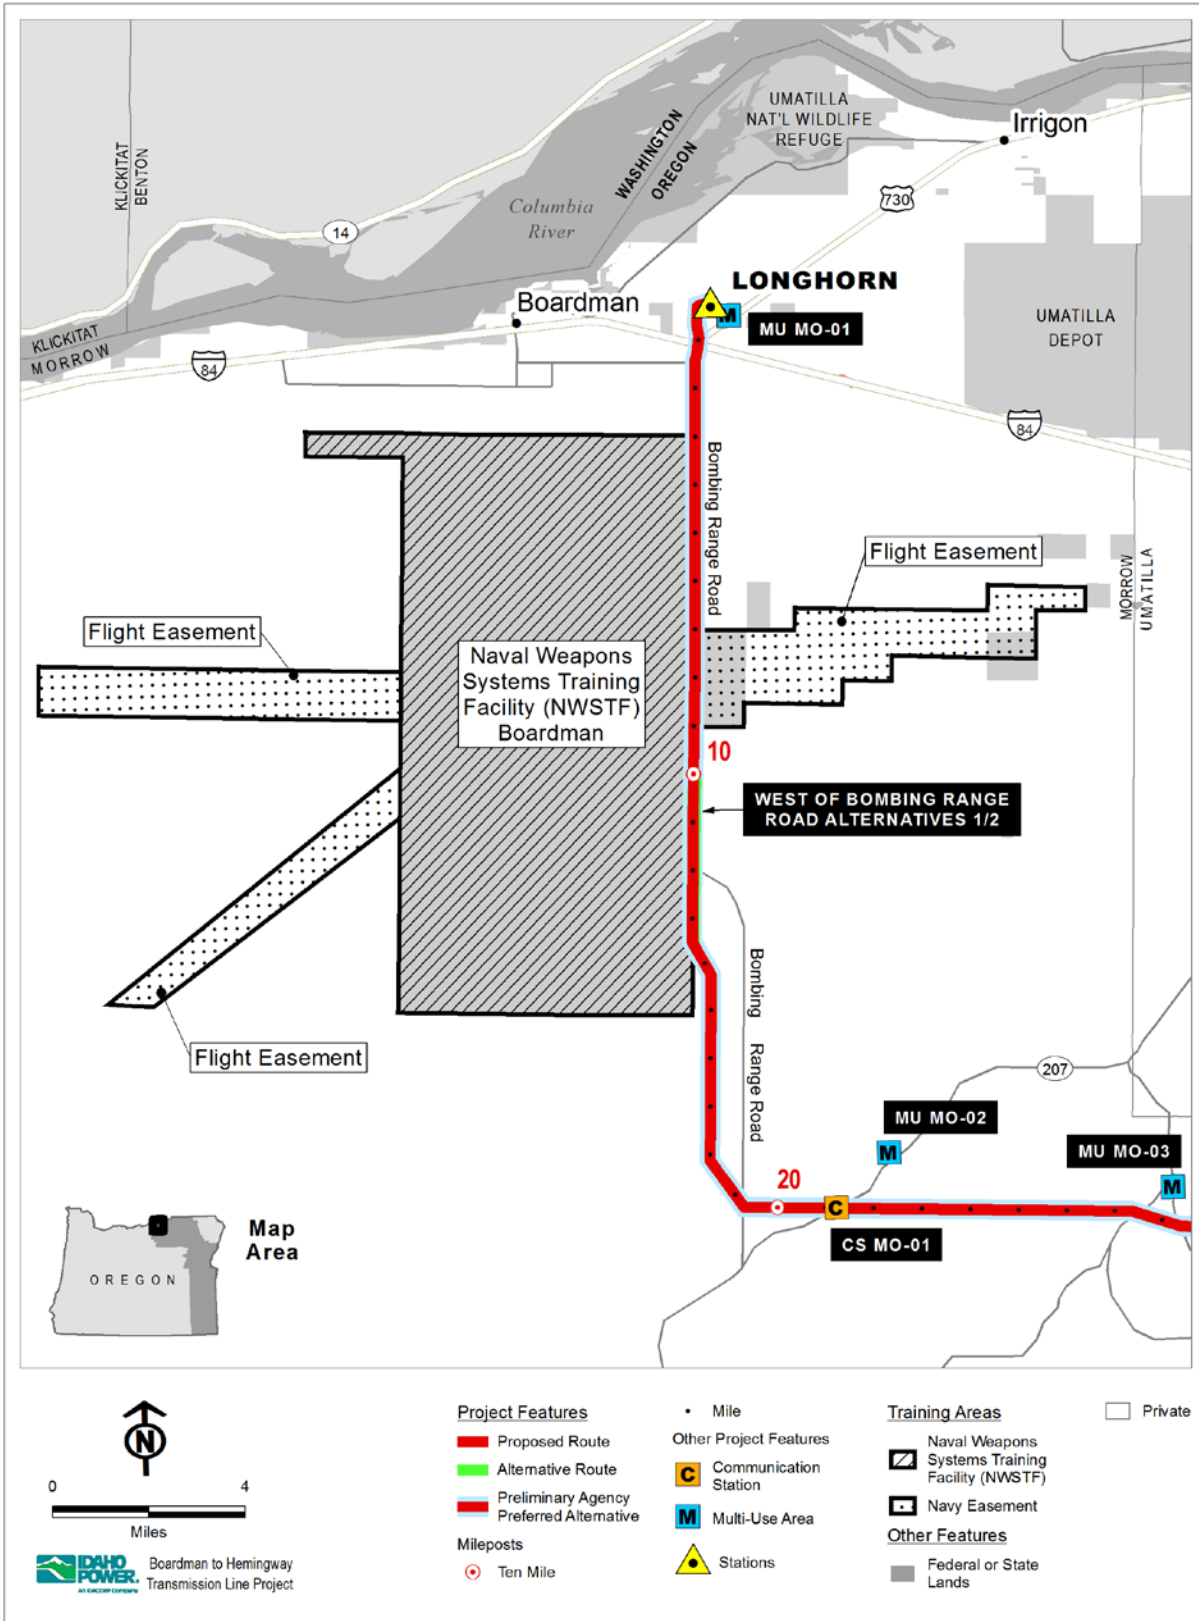 UMATILLA
NAT'L WILDLIFE
REFUGE
Irrigon
KLICKITAT
BENTON
WASHINGTON
OREGON
730
Columbia
River
14
LONGHORN
M
Boardman
MU MO-01
UMATILLA
DEPOT
KLICKITAT
MORROW
84
84
Bombing Range Road
Flight Easement
MORROW
UMATILLA
Flight Easement
Naval Weapons
Systems Training
Facility (NWSTF)
Boardman
10
WEST OF BOMBING RANGE
ROAD ALTERNATIVES 1/2
Bombing Range Road
Flight Easement
207
MU MO-02
M
MU MO-03
M
20
C
CS MO-01
Map
Area
OREGON
N
0 4
Miles
IDAHO
POWER.
AN IDACORP COMPANY
Boardman to Hemingway
Transmission Line Project
Project Features
Proposed Route
Alternative Route
Preliminary Agency
Preferred Alternative
Mileposts
Ten Mile
Mile
Other Project Features
C Communication
Station
M Multi-Use Area
Stations
Training Areas
Naval Weapons
Systems Training
Facility (NWSTF)
Navy Easement
Other Features
Federal or State
Lands
Private